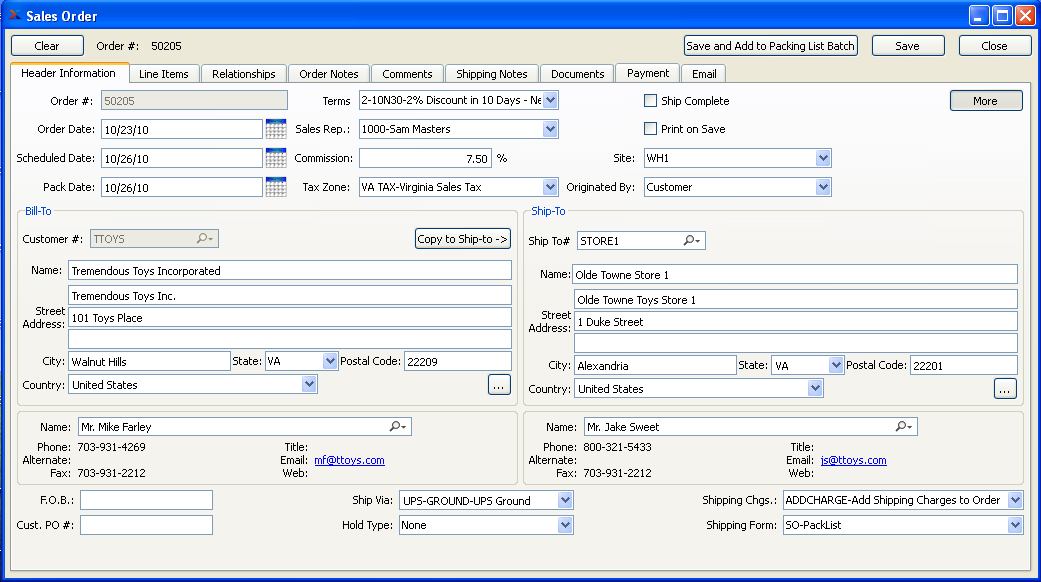 Sales Order
Clear Order #: 50205 Save and Add to Packing List Batch Save Close
Header Information Line Items Relationships Order Notes Comments Shipping Notes Documents Payment Email
Order #: 50205 Terms 2-10N30-2% Discount in 10 Days - Ne Ship Complete More
Order Date: 10/23/10 Sales Rep.: 1000-Sam Masters Print on Save
Scheduled Date: 10/26/10 Commission: 7.50 % Site: WH1
Pack Date: 10/26/10 Tax Zone: VA TAX-Virginia Sales Tax Originated By: Customer
Bill-To
Customer #: TTOYS Copy to Ship-to ->
Name: Tremendous Toys Incorporated
Tremendous Toys Inc.
Street
Address: 101 Toys Place
City: Walnut Hills State: VA Postal Code: 22209
Country: United States ...
Ship-To
Ship To# STORE1
Name: Olde Towne Store 1
Olde Towne Toys Store 1
Street
Address: 1 Duke Street
City: Alexandria State: VA Postal Code: 22201
Country: United States ...
Name: Mr. Mike Farley
Phone: 703-931-4269 Title:
Alternate: Email: mf@ttoys.com
Fax: 703-931-2212 Web:
Name: Mr. Jake Sweet
Phone: 800-321-5433 Title:
Alternate: Email: js@ttoys.com
Fax: 703-931-2212 Web:
F.O.B.: Ship Via: UPS-GROUND-UPS Ground Shipping Chgs.: ADDCHARGE-Add Shipping Charges to Order
Cust. PO #: Hold Type: None Shipping Form: SO-PackList